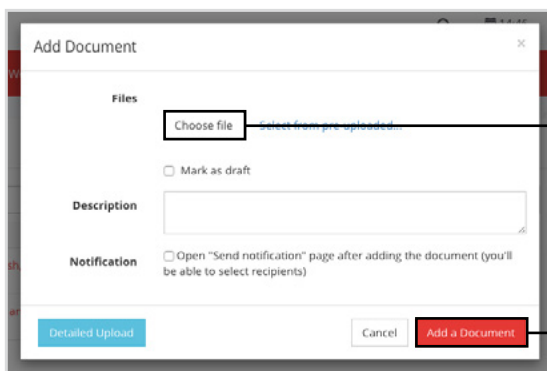 Add Document
×
Files
Choose file Select from pre-uploaded...
Mark as draft
Description
Notification
Open "Send notification" page after adding the document (you'll
be able to select recipients)
Detailed Upload Cancel Add a Document